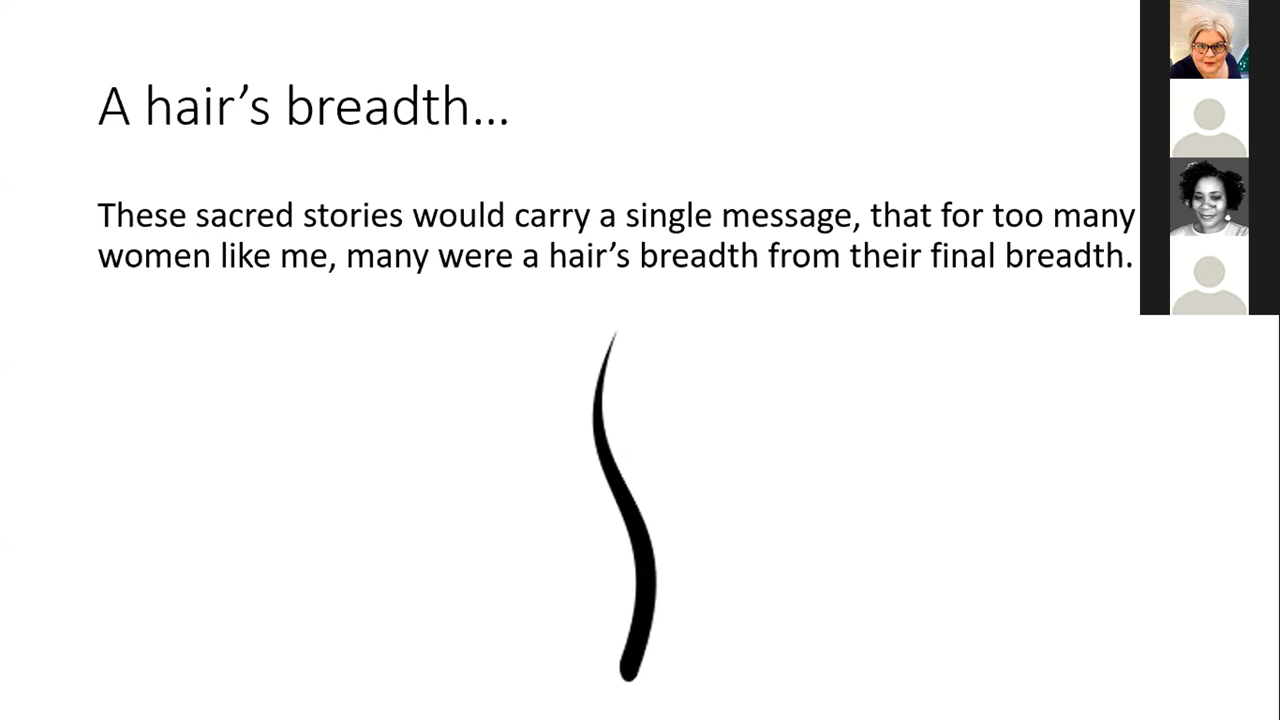 A hair’s breadth…
These sacred stories would carry a single message, that for too many
women like me, many were a hair’s breadth from their final breadth.